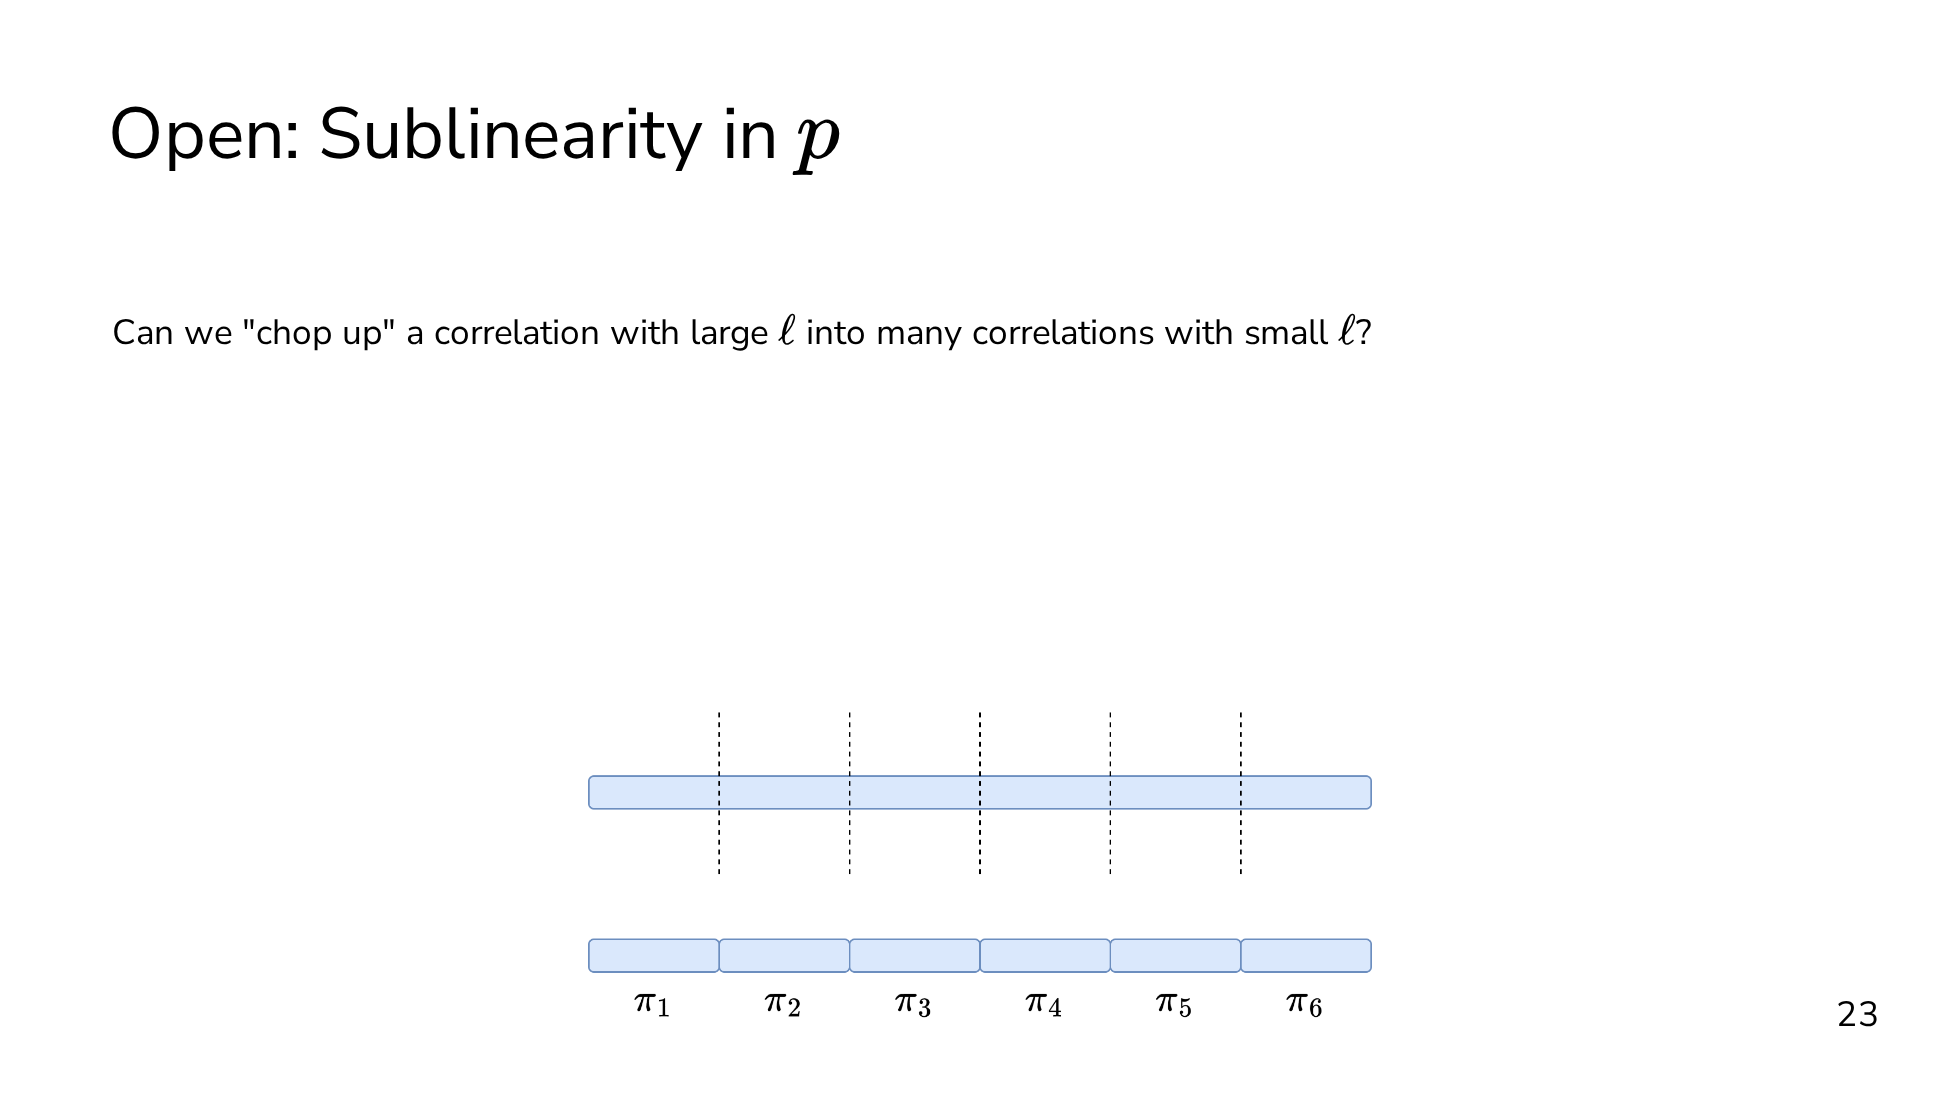 Open: Sublinearity in p
Can we "chop up" a correlation with large ℓ into many correlations with small ℓ?
π₁ π₂ π₃ π₄ π₅ π₆
23